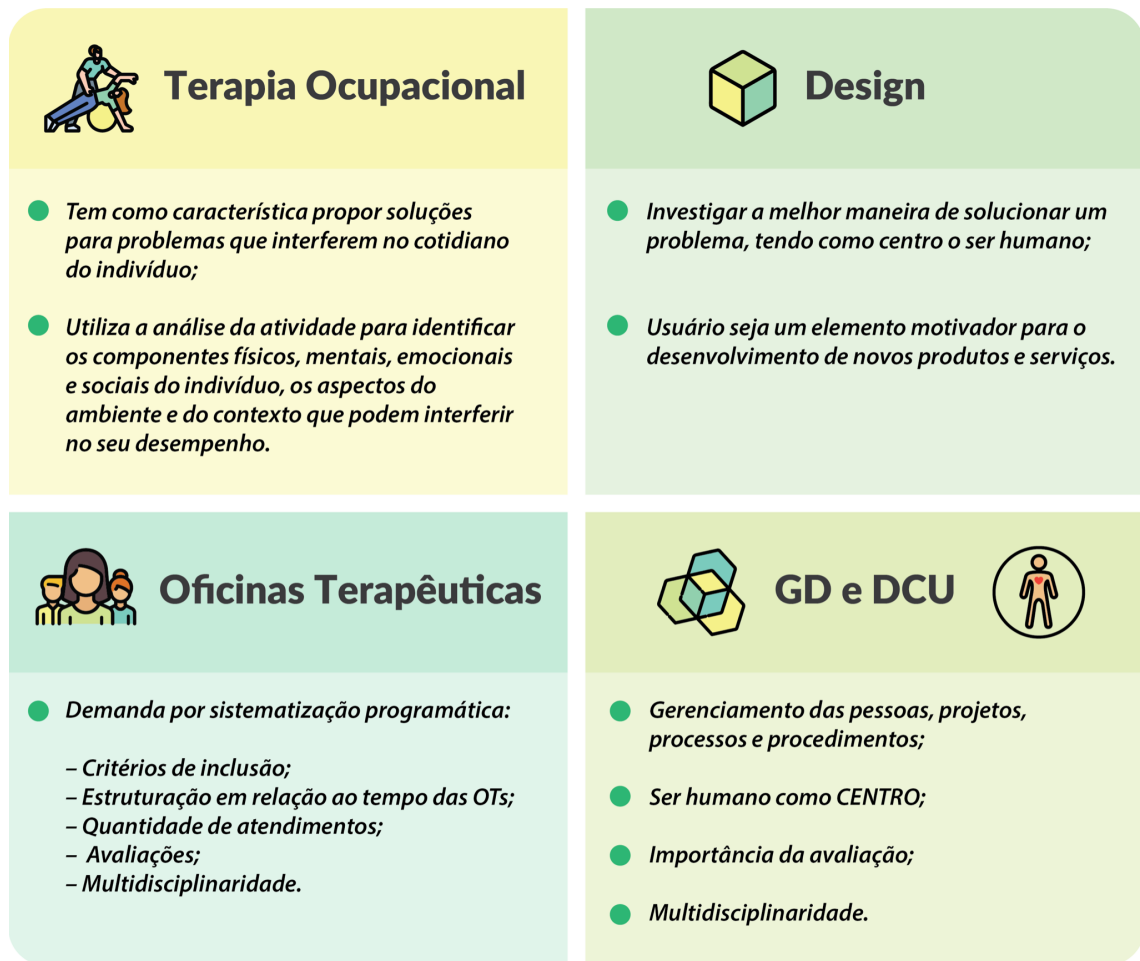 Terapia Ocupacional
Tem como característica propor soluções
para problemas que interferem no cotidiano
do indivíduo;
Utiliza a análise da atividade para identificar
os componentes físicos, mentais, emocionais
e sociais do indivíduo, os aspectos do
ambiente e do contexto que podem interferir
no seu desempenho.
Design
Investigar a melhor maneira de solucionar um
problema, tendo como centro o ser humano;
Usuário seja um elemento motivador para o
desenvolvimento de novos produtos e serviços.
Oficinas Terapêuticas
Demanda por sistematização programática:
– Critérios de inclusão;
– Estruturação em relação ao tempo das OTs;
– Quantidade de atendimentos;
– Avaliações;
– Multidisciplinaridade.
GD e DCU
Gerenciamento das pessoas, projetos,
processos e procedimentos;
Ser humano como CENTRO;
Importância da avaliação;
Multidisciplinaridade.